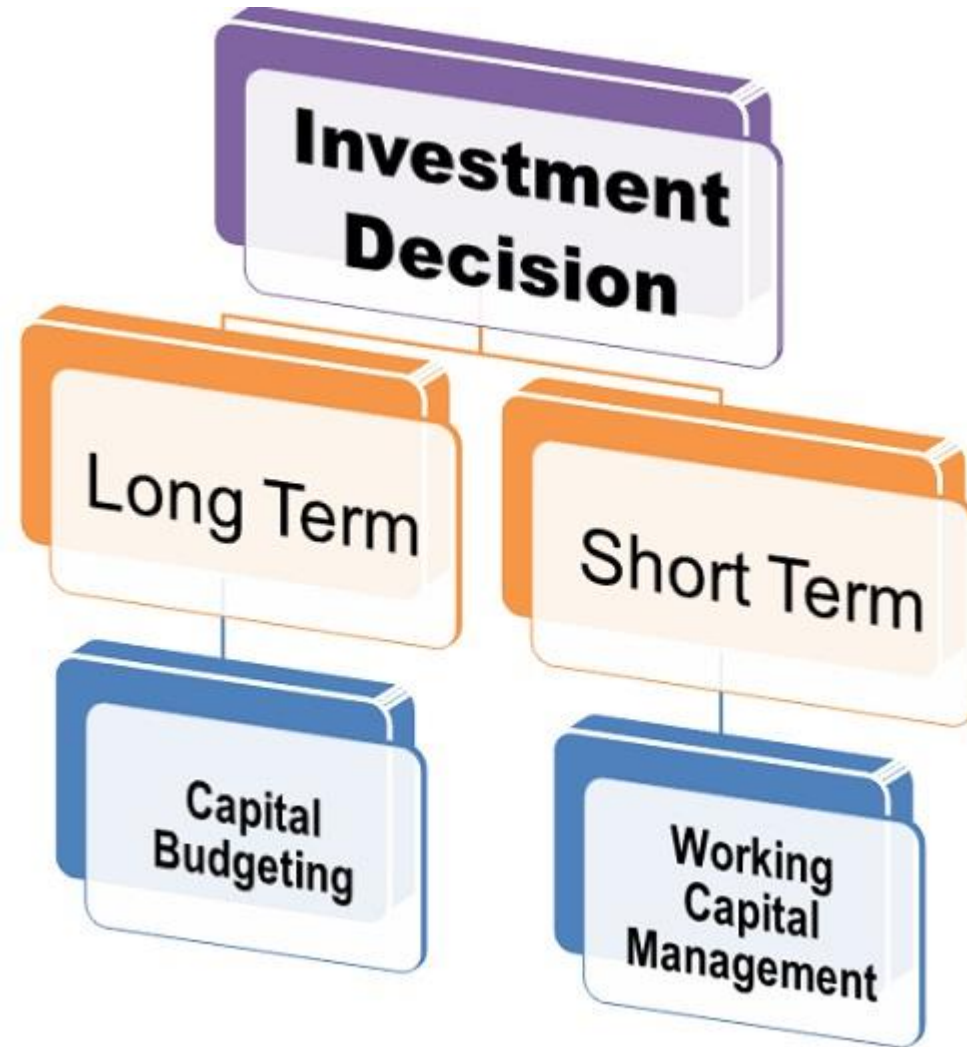 Investment
Decision
Long Term
Short Term
Capital
Budgeting
Working
Capital
Management